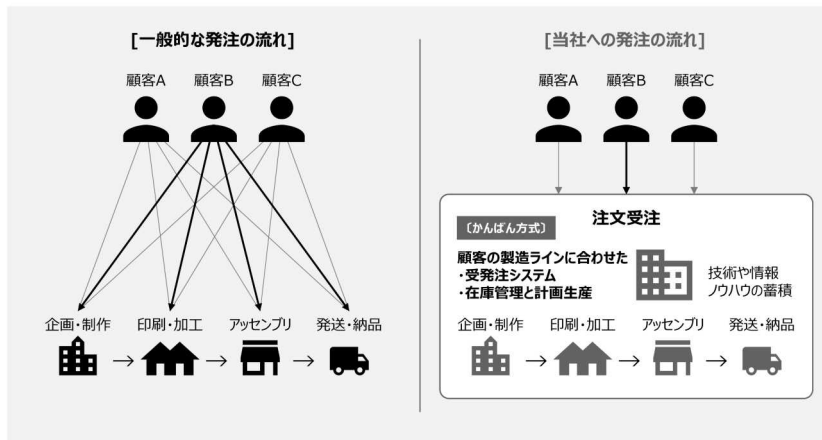 [一般的な発注の流れ]
顧客A
顧客B
顧客C
企画・制作
印刷・加工
アッセンブリ
発送・納品
[当社への発注の流れ]
顧客A
顧客B
顧客C
注文受注
〔かんばん方式〕
顧客の製造ラインに合わせた
・受発注システム
・在庫管理と計画生産
技術や情報
ノウハウの蓄積
企画・制作
印刷・加工
アッセンブリ
発送・納品